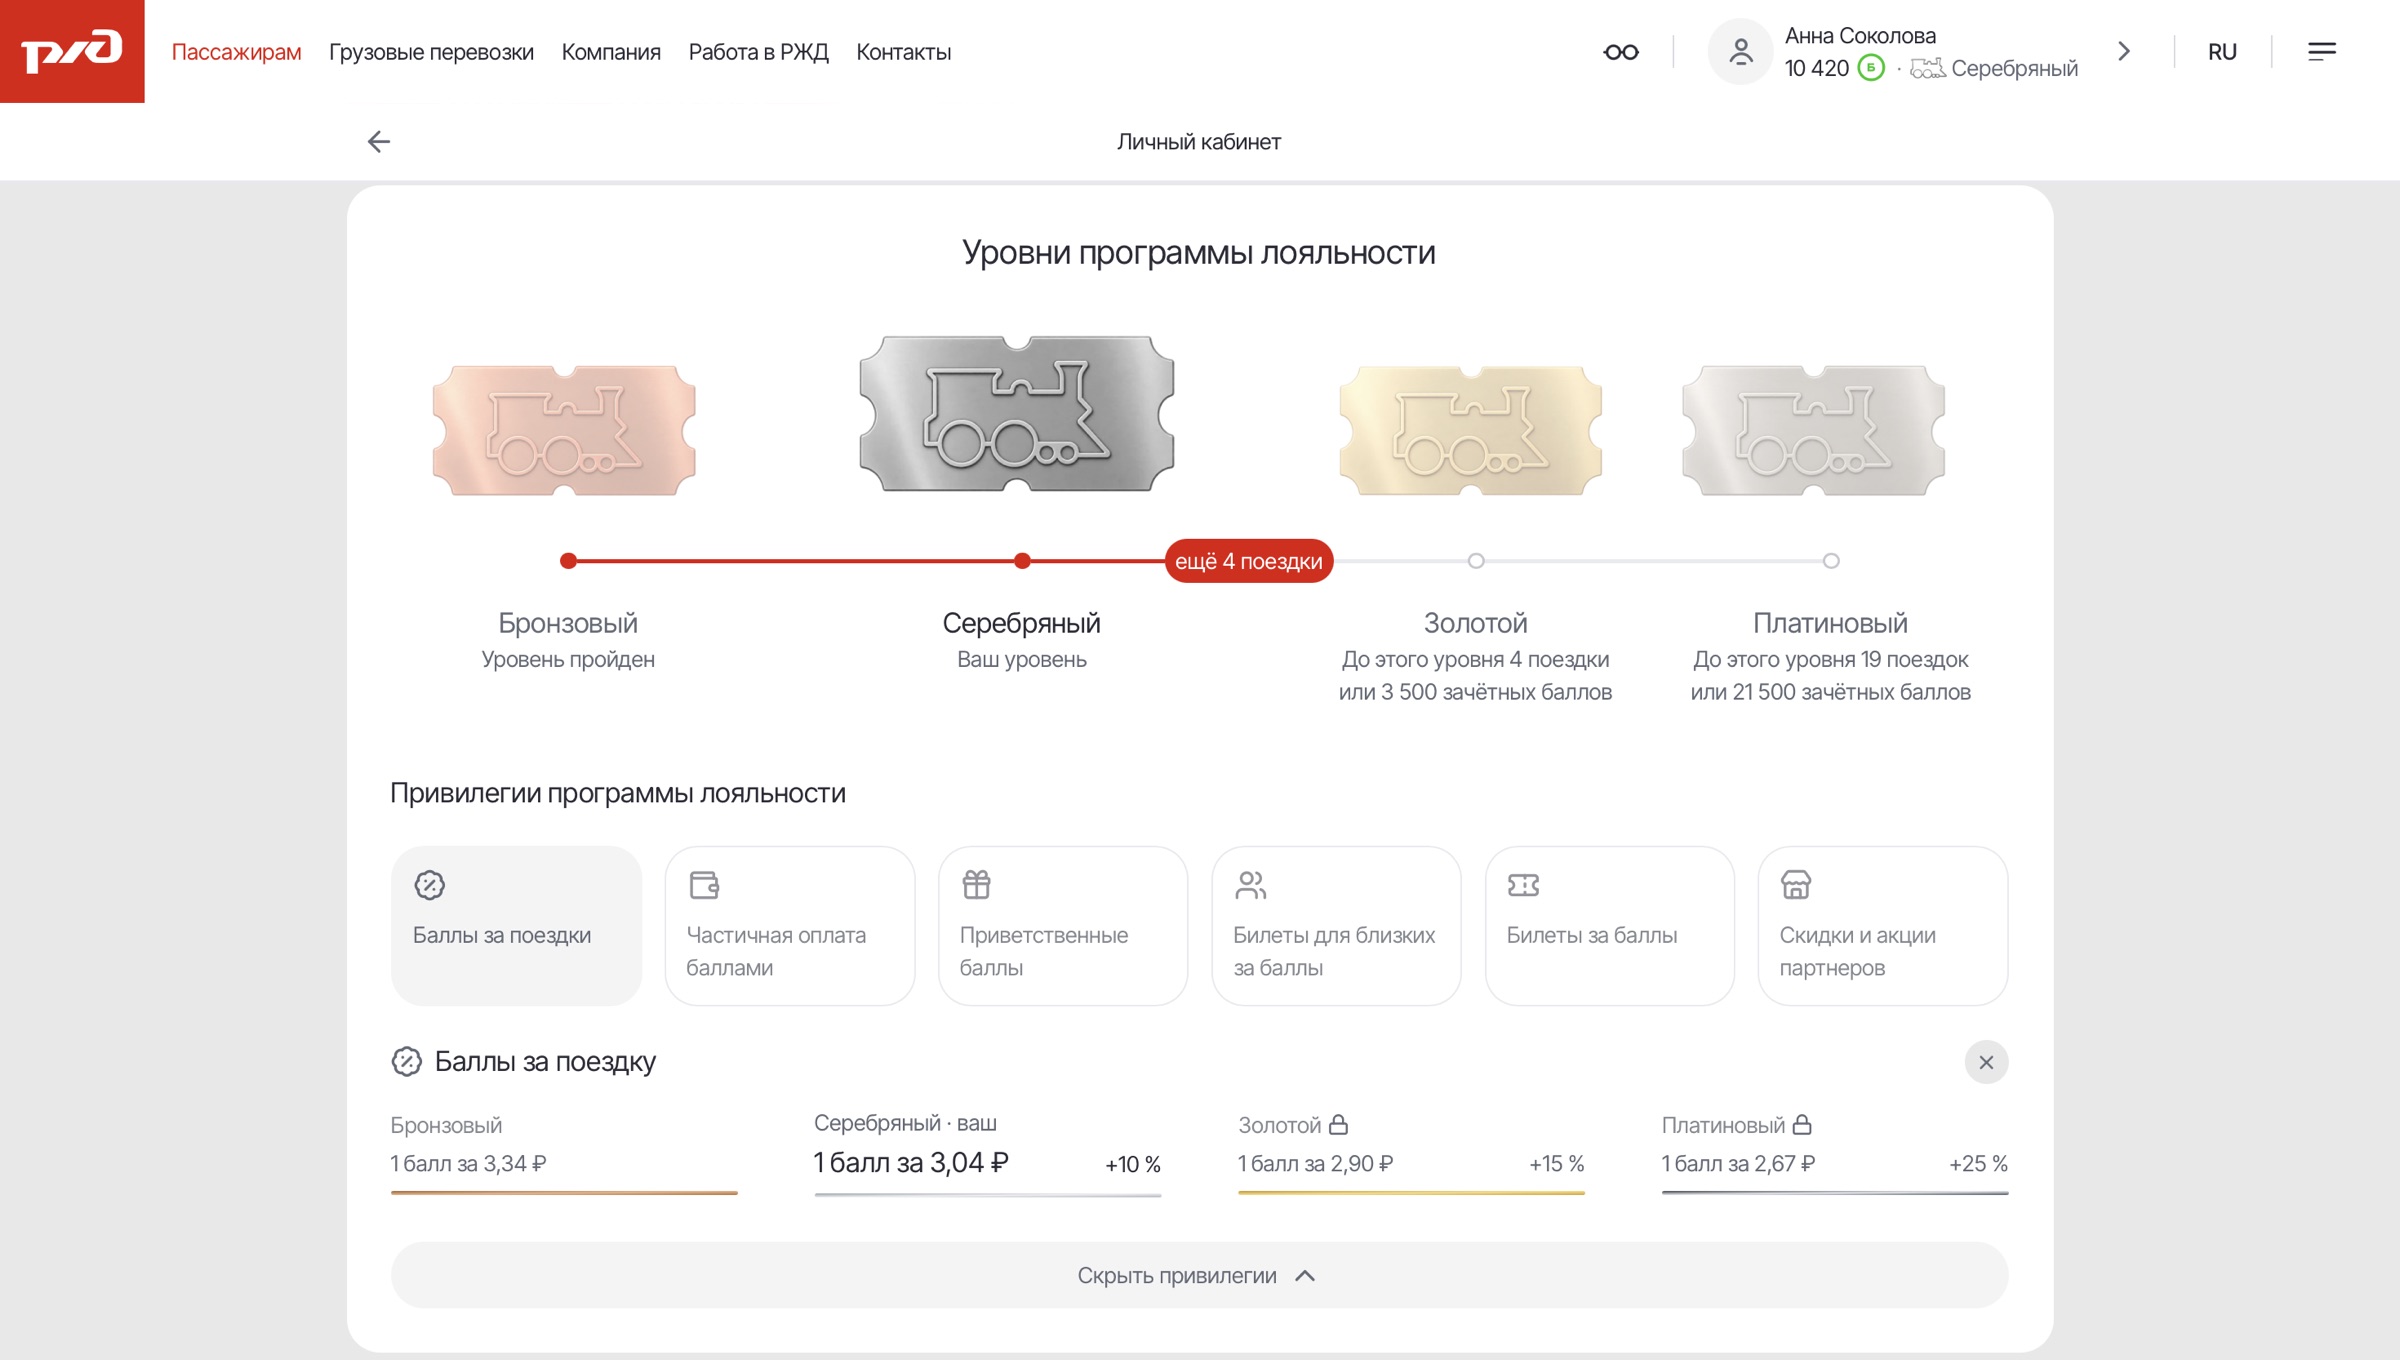 ржд
Пассажирам
Грузовые перевозки
Компания
Работа в РЖД
Контакты
Анна Соколова
10 420 Б · Серебряный
RU
Личный кабинет
Уровни программы лояльности
ещё 4 поездки
Бронзовый
Уровень пройден
Серебряный
Ваш уровень
Золотой
До этого уровня 4 поездки
или 3 500 зачётных баллов
Платиновый
До этого уровня 19 поездок
или 21 500 зачётных баллов
Привилегии программы лояльности
Баллы за поездки
Частичная оплата
баллами
Приветственные
баллы
Билеты для близких
за баллы
Билеты за баллы
Скидки и акции
партнеров
Баллы за поездку
Бронзовый
1 балл за 3,34 ₽
Серебряный · ваш
1 балл за 3,04 ₽ +10 %
Золотой
1 балл за 2,90 ₽ +15 %
Платиновый
1 балл за 2,67 ₽ +25 %
Скрыть привилегии